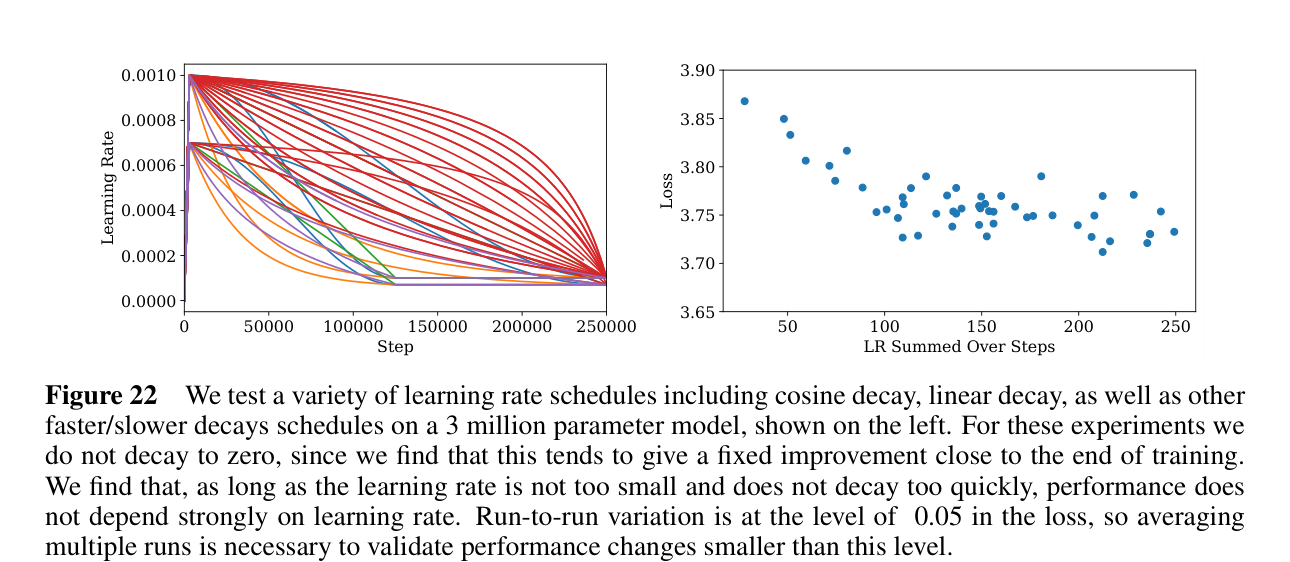 0.0010
0.0008
0.0006
0.0004
0.0002
0.0000
Learning Rate
0 50000 100000 150000 200000 250000
Step
3.90
3.85
3.80
3.75
3.70
3.65
Loss
50 100 150 200 250
LR Summed Over Steps
Figure 22 We test a variety of learning rate schedules including cosine decay, linear decay, as well as other
faster/slower decays schedules on a 3 million parameter model, shown on the left. For these experiments we
do not decay to zero, since we find that this tends to give a fixed improvement close to the end of training.
We find that, as long as the learning rate is not too small and does not decay too quickly, performance does
not depend strongly on learning rate. Run-to-run variation is at the level of 0.05 in the loss, so averaging
multiple runs is necessary to validate performance changes smaller than this level.